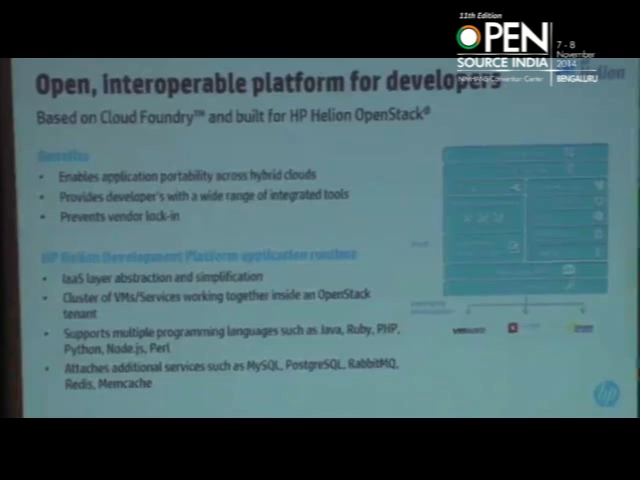 11th Edition
OPEN
SOURCE INDIA
7 - 8
November
2014
NIMHANS Convention Center
BENGALURU
Open, interoperable platform for developers
Based on Cloud Foundry™ and built for HP Helion OpenStack®
Benefits
• Enables application portability across hybrid clouds
• Provides developer's with a wide range of integrated tools
• Prevents vendor lock-in
HP Helion Development Platform application runtime
• IaaS layer abstraction and simplification
• Cluster of VMs/Services working together inside an OpenStack
tenant
• Supports multiple programming languages such as Java, Ruby, PHP,
Python, Node.js, Perl
• Attaches additional services such as MySQL, PostgreSQL, RabbitMQ,
Redis, Memcache
vmware
hp